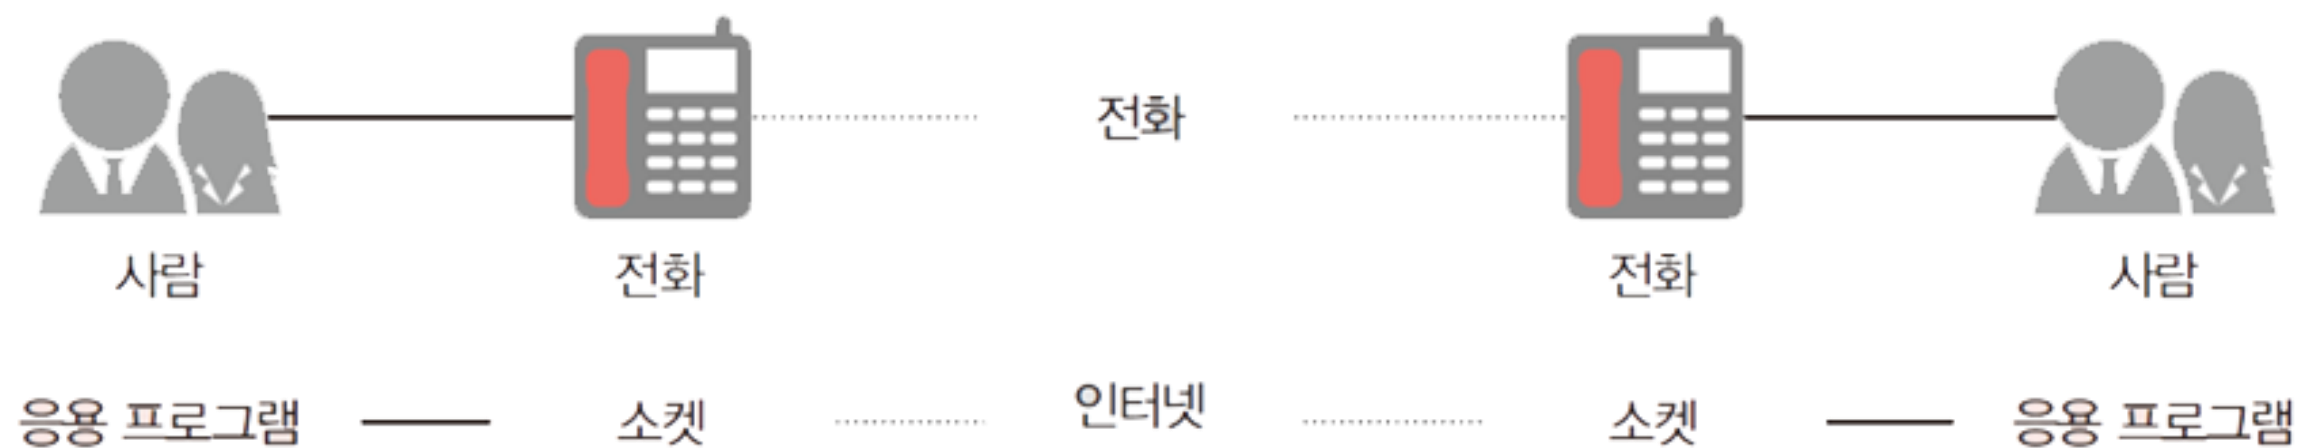 전화
사람 전화 전화 사람
응용 프로그램 소켓 인터넷 소켓 응용 프로그램